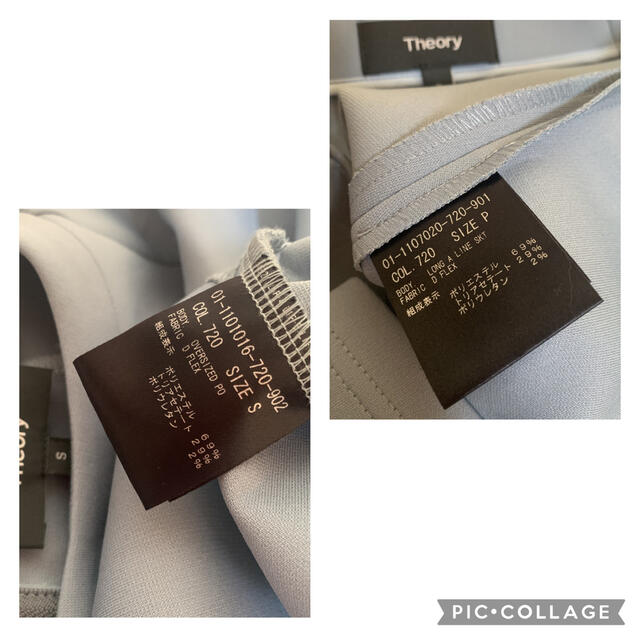 Theory
01-1107020-720-901
COL. 720 SIZE P
BODY LONG A LINE SKT
FABRIC D FLEX
組成表示 ポリエステル 69%
トリアセテート 29%
ポリウレタン 2%
01-1101016-720-902
COL. 720 SIZE S
BODY OVERSIZED PO
FABRIC D FLEX
組成表示 ポリエステル 69%
トリアセテート 29%
ポリウレタン 2%
Theory
S
PIC•COLLAGE